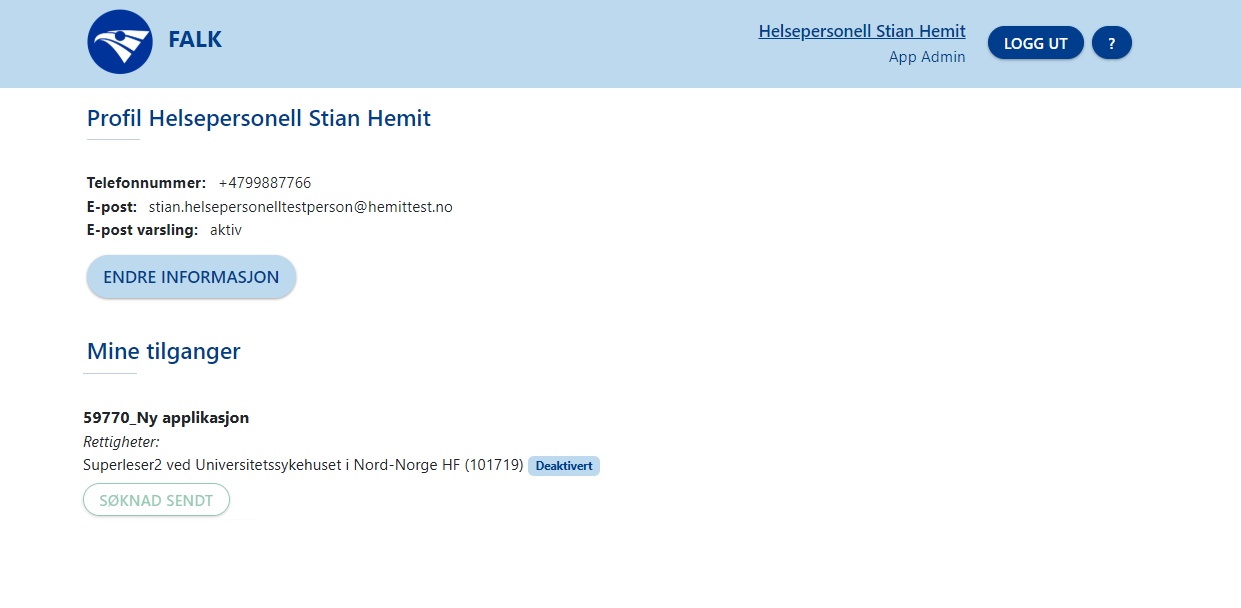 FALK
Helsepersonell Stian Hemit
App Admin
LOGG UT
?
Profil Helsepersonell Stian Hemit
Telefonnummer: +4799887766
E-post: stian.helsepersonelltestperson@hemittest.no
E-post varsling: aktiv
ENDRE INFORMASJON
Mine tilganger
59770_Ny applikasjon
Rettigheter:
Superleser2 ved Universitetssykehuset i Nord-Norge HF (101719) Deaktivert
SØKNAD SENDT